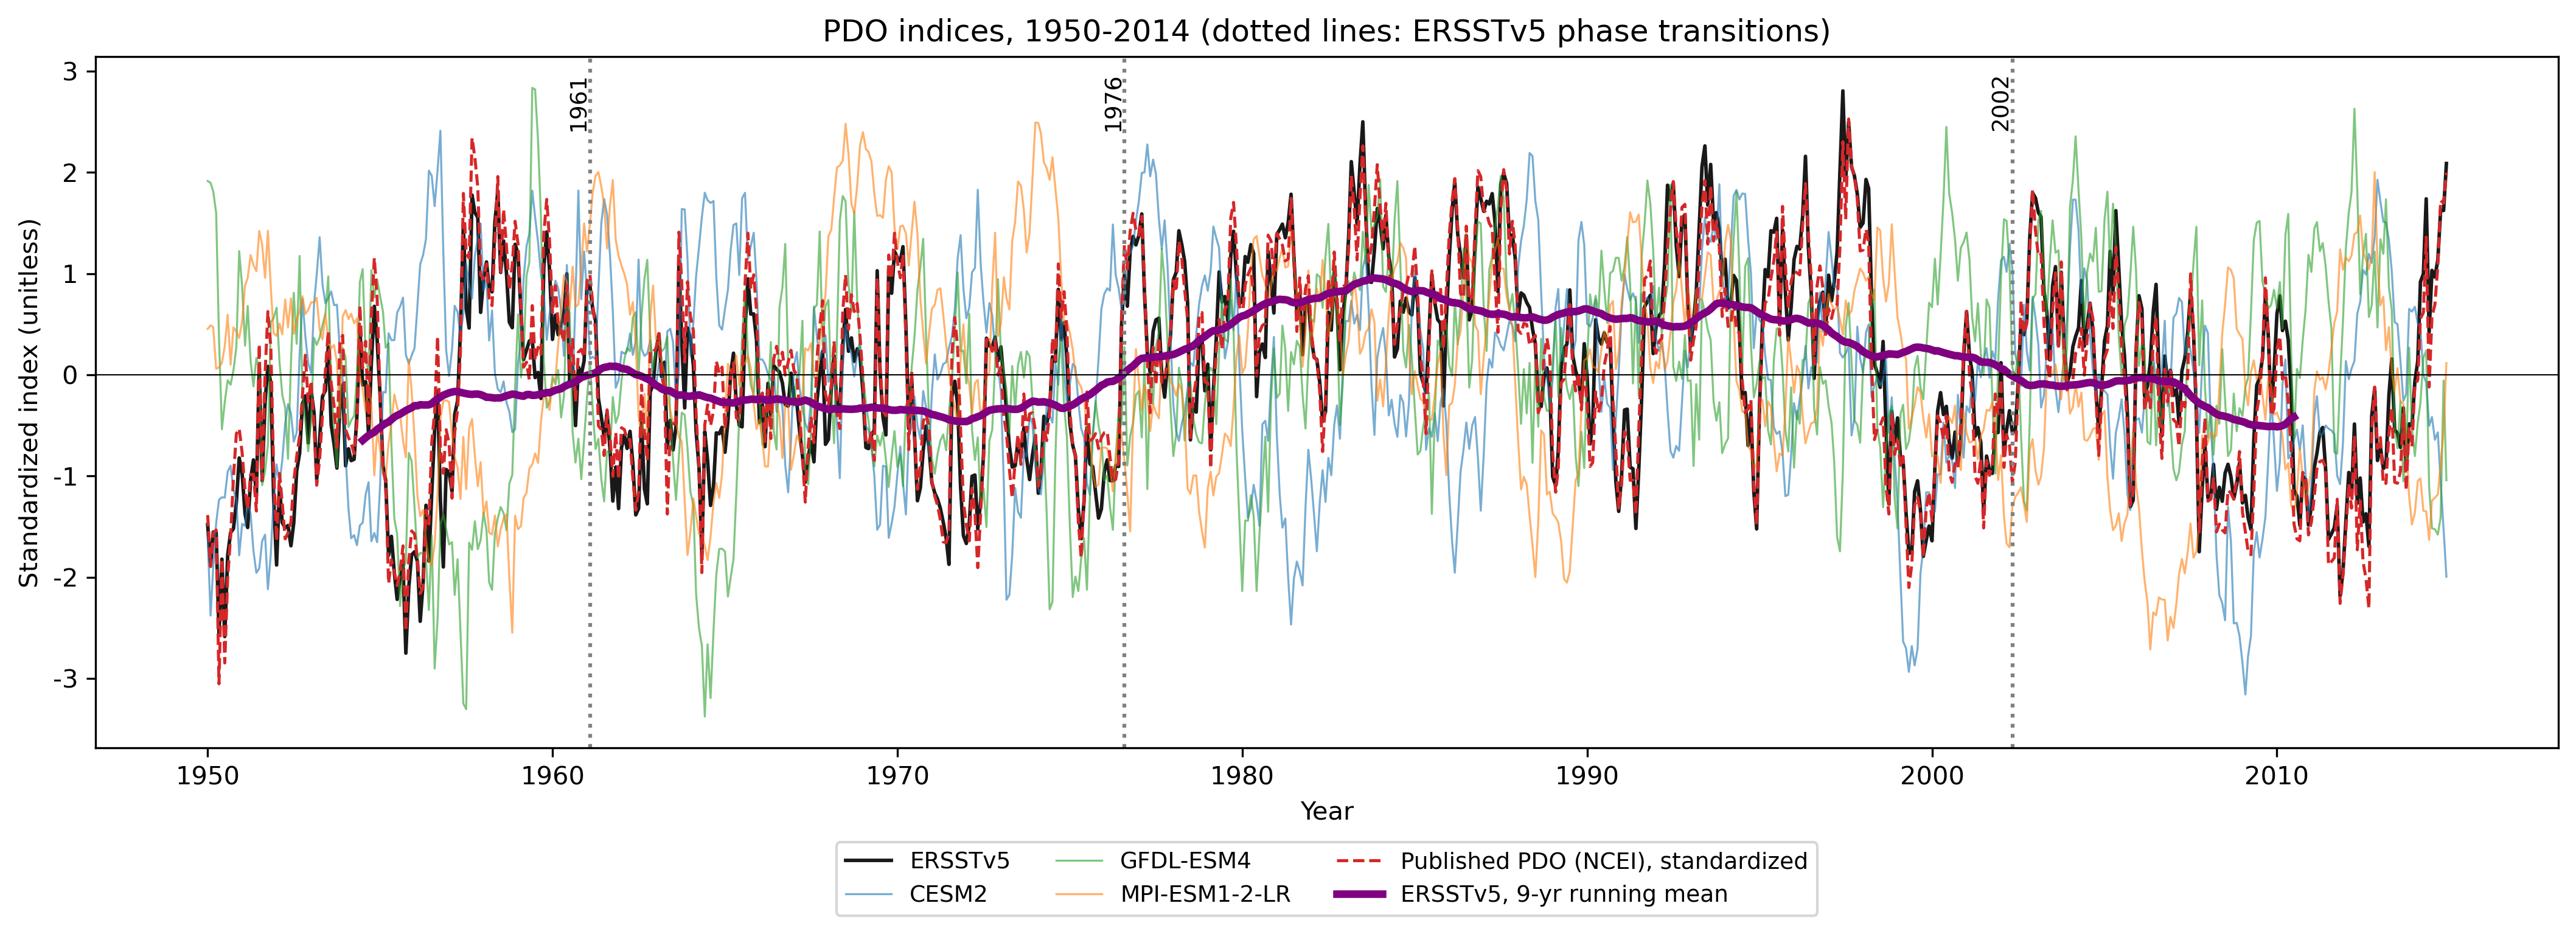 PDO indices, 1950-2014 (dotted lines: ERSSTv5 phase transitions)
Standardized index (unitless)
3
2
1
0
-1
-2
-3
1961
1976
2002
1950 1960 1970 1980 1990 2000 2010
Year
ERSSTv5 GFDL-ESM4 Published PDO (NCEI), standardized
CESM2 MPI-ESM1-2-LR ERSSTv5, 9-yr running mean